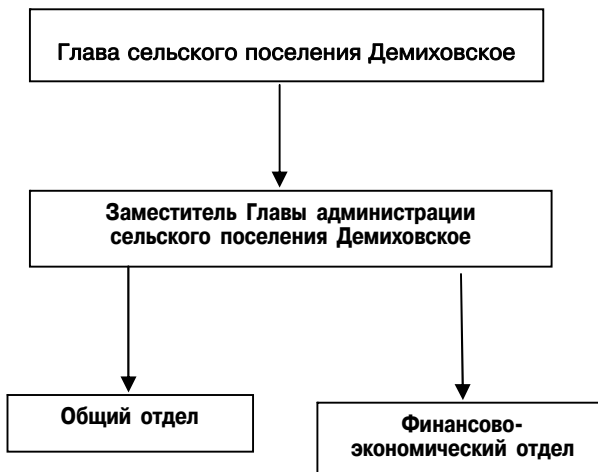 Глава сельского поселения Демиховское
Заместитель Главы администрации
сельского поселения Демиховское
Общий отдел
Финансово-
экономический отдел